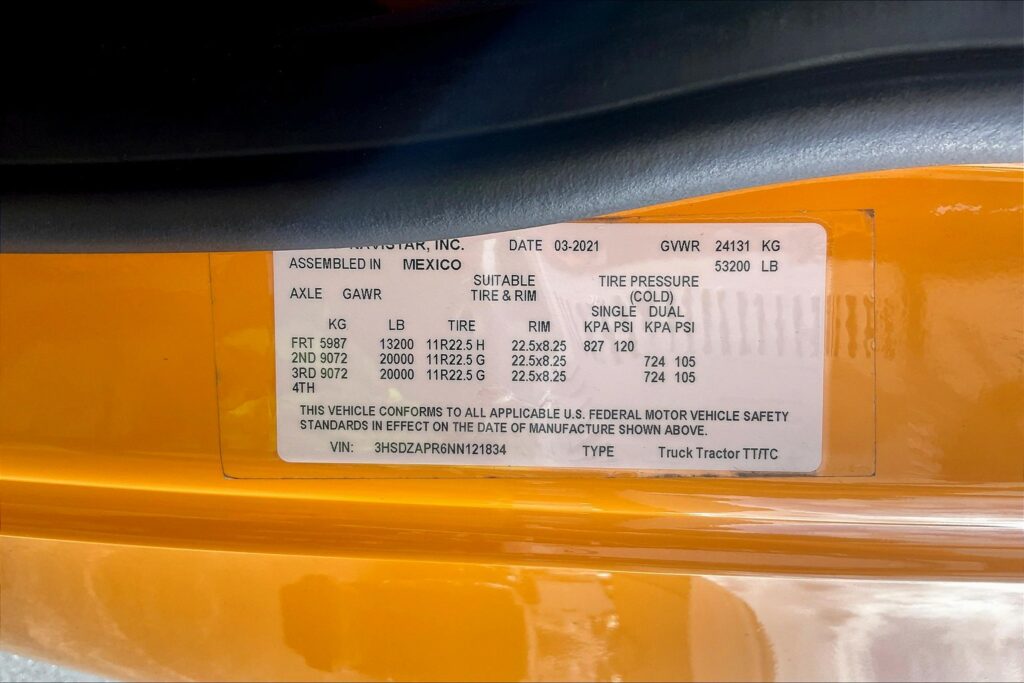 NAVISTAR, INC. DATE 03-2021 GVWR 24131 KG
ASSEMBLED IN MEXICO 53200 LB
SUITABLE TIRE PRESSURE
AXLE GAWR TIRE & RIM (COLD)
SINGLE DUAL
KG LB TIRE RIM KPA PSI KPA PSI
FRT 5987 13200 11R22.5 H 22.5x8.25 827 120
2ND 9072 20000 11R22.5 G 22.5x8.25 724 105
3RD 9072 20000 11R22.5 G 22.5x8.25 724 105
4TH
THIS VEHICLE CONFORMS TO ALL APPLICABLE U.S. FEDERAL MOTOR VEHICLE SAFETY
STANDARDS IN EFFECT ON THE DATE OF MANUFACTURE SHOWN ABOVE.
VIN: 3HSDZAPR6NN121834 TYPE Truck Tractor TT/TC